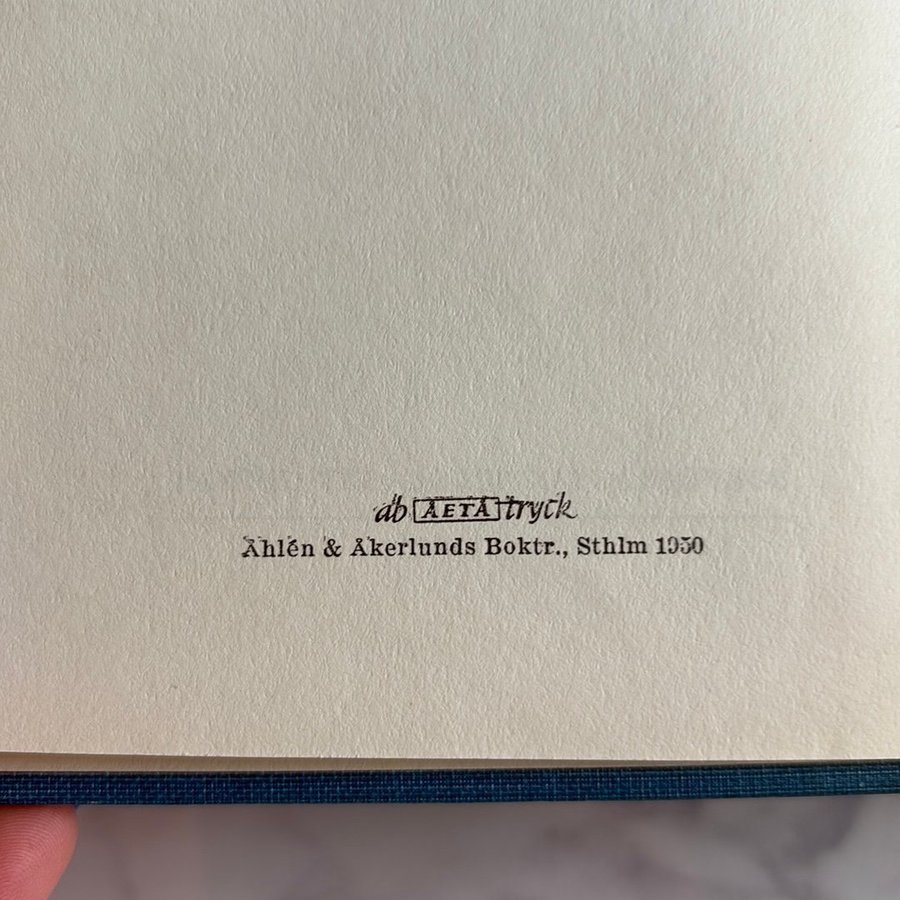 ab ÅETÅ tryck
Åhlén & Åkerlunds Boktr., Sthlm 1950